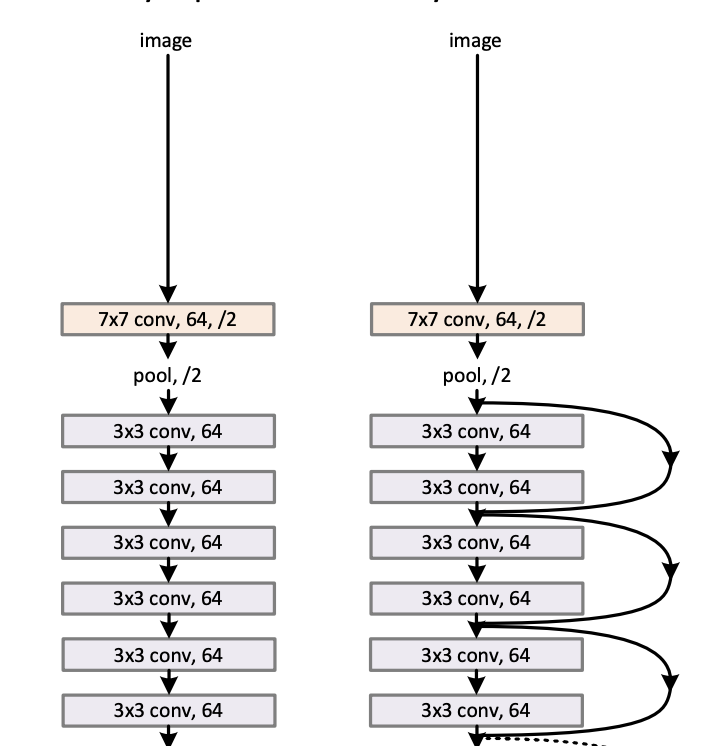 image
7x7 conv, 64, /2
pool, /2
3x3 conv, 64
3x3 conv, 64
3x3 conv, 64
3x3 conv, 64
3x3 conv, 64
3x3 conv, 64
image
7x7 conv, 64, /2
pool, /2
3x3 conv, 64
3x3 conv, 64
3x3 conv, 64
3x3 conv, 64
3x3 conv, 64
3x3 conv, 64